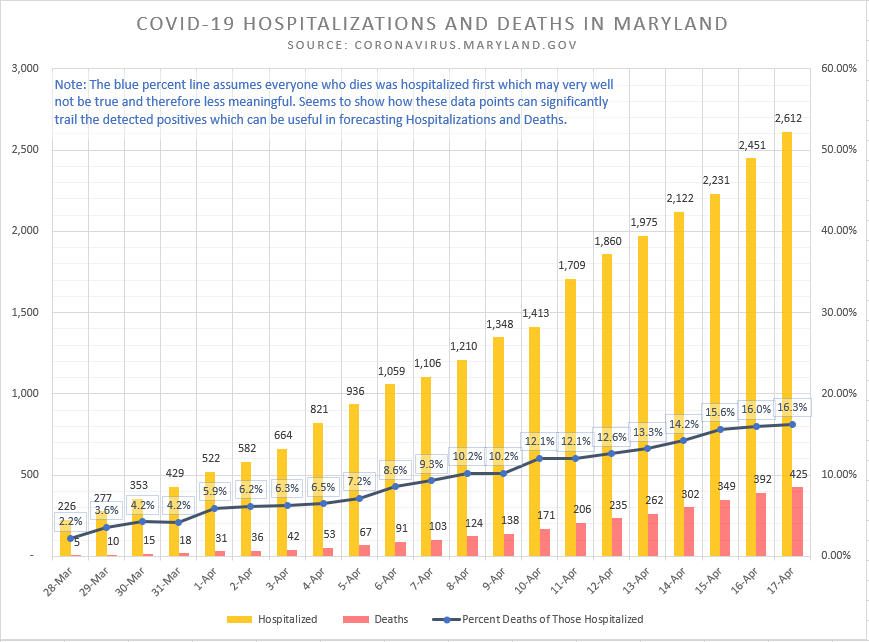 COVID-19 HOSPITALIZATIONS AND DEATHS IN MARYLAND
SOURCE: CORONAVIRUS.MARYLAND.GOV
Note: The blue percent line assumes everyone who dies was hospitalized first which may very well
not be true and therefore less meaningful. Seems to show how these data points can significantly
trail the detected positives which can be useful in forecasting Hospitalizations and Deaths.
3,000
2,500
2,000
1,500
1,000
500
-
60.00%
50.00%
40.00%
30.00%
20.00%
10.00%
0.00%
226 277 353 429 522 582 664 821 936 1,059 1,106 1,210 1,348 1,413 1,709 1,860 1,975 2,122 2,231 2,451 2,612
2.2% 3.6% 4.2% 4.2% 5.9% 6.2% 6.3% 6.5% 7.2% 8.6% 9.3% 10.2% 10.2% 12.1% 12.1% 12.6% 13.3% 14.2% 15.6% 16.0% 16.3%
5 10 15 18 31 36 42 53 67 91 103 124 138 171 206 235 262 302 349 392 425
28-Mar 29-Mar 30-Mar 31-Mar 1-Apr 2-Apr 3-Apr 4-Apr 5-Apr 6-Apr 7-Apr 8-Apr 9-Apr 10-Apr 11-Apr 12-Apr 13-Apr 14-Apr 15-Apr 16-Apr 17-Apr
Hospitalized Deaths Percent Deaths of Those Hospitalized